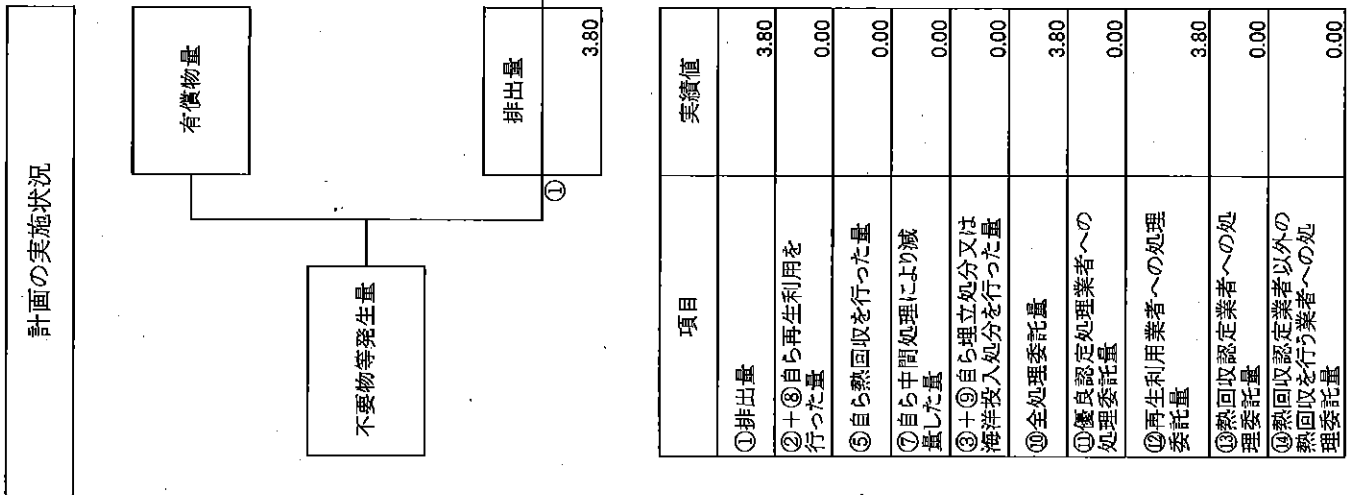 計画の実施状況
有償物量
不要物等発生量
排出量
①
3.80
項目
実績値
①排出量
3.80
②+⑧自ら再生利用を
行った量
0.00
⑤自ら熱回収を行った量
0.00
⑦自ら中間処理により減
量した量
0.00
③+⑨自ら埋立処分又は
海洋投入処分を行った量
0.00
⑩全処理委託量
3.80
⑪優良認定処理業者への
処理委託量
0.00
⑫再生利用業者への処理
委託量
3.80
⑬熱回収認定業者への処
理委託量
0.00
⑭熱回収認定業者以外の
熱回収を行う業者への処
理委託量
0.00